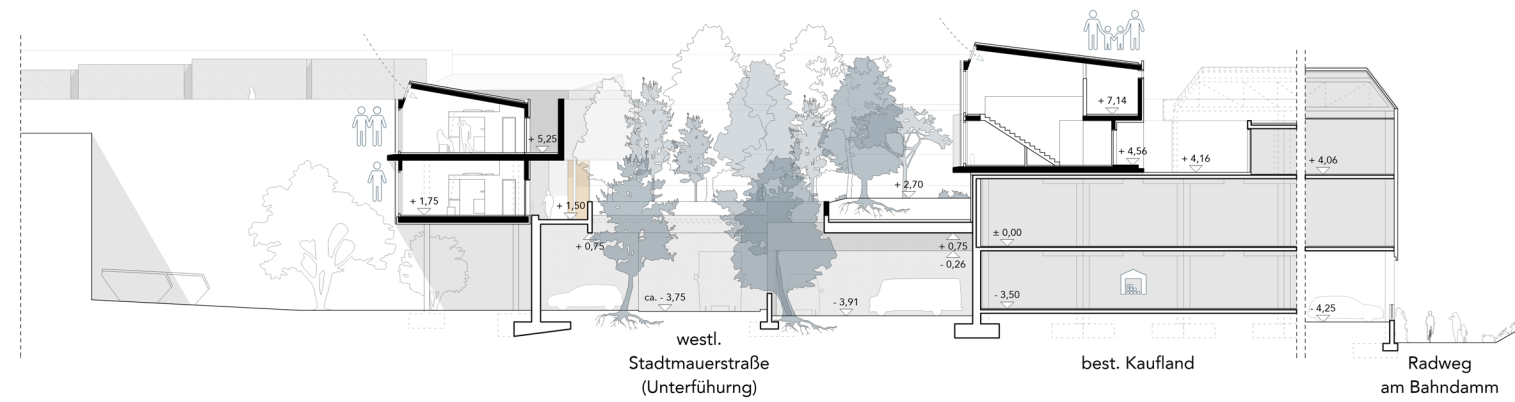 + 7,14
+ 5,25
+ 4,56
+ 4,16
+ 4,06
+ 2,70
+ 1,75
+ 1,50
± 0,00
+ 0,75
+ 0,75
- 0,26
ca. - 3,75
- 3,91
- 3,50
- 4,25
westl.
Stadtmauerstraße
(Unterführung)
best. Kaufland
Radweg
am Bahndamm